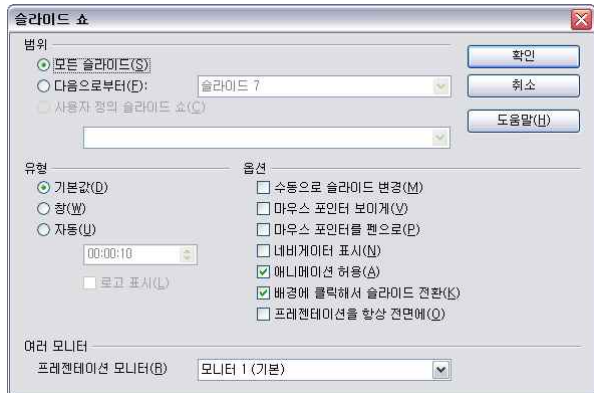 슬라이드 쇼
범위
모든 슬라이드(S)
다음으로부터(F): 슬라이드 7
사용자 정의 슬라이드 쇼(C)
확인
취소
도움말(H)
유형
기본값(D)
창(W)
자동(U)
00:00:10
로고 표시(L)
옵션
수동으로 슬라이드 변경(M)
마우스 포인터 보이게(V)
마우스 포인터를 펜으로(P)
네비게이터 표시(N)
애니메이션 허용(A)
배경에 클릭해서 슬라이드 전환(K)
프레젠테이션을 항상 전면에(O)
여러 모니터
프레젠테이션 모니터(R) 모니터 1 (기본)